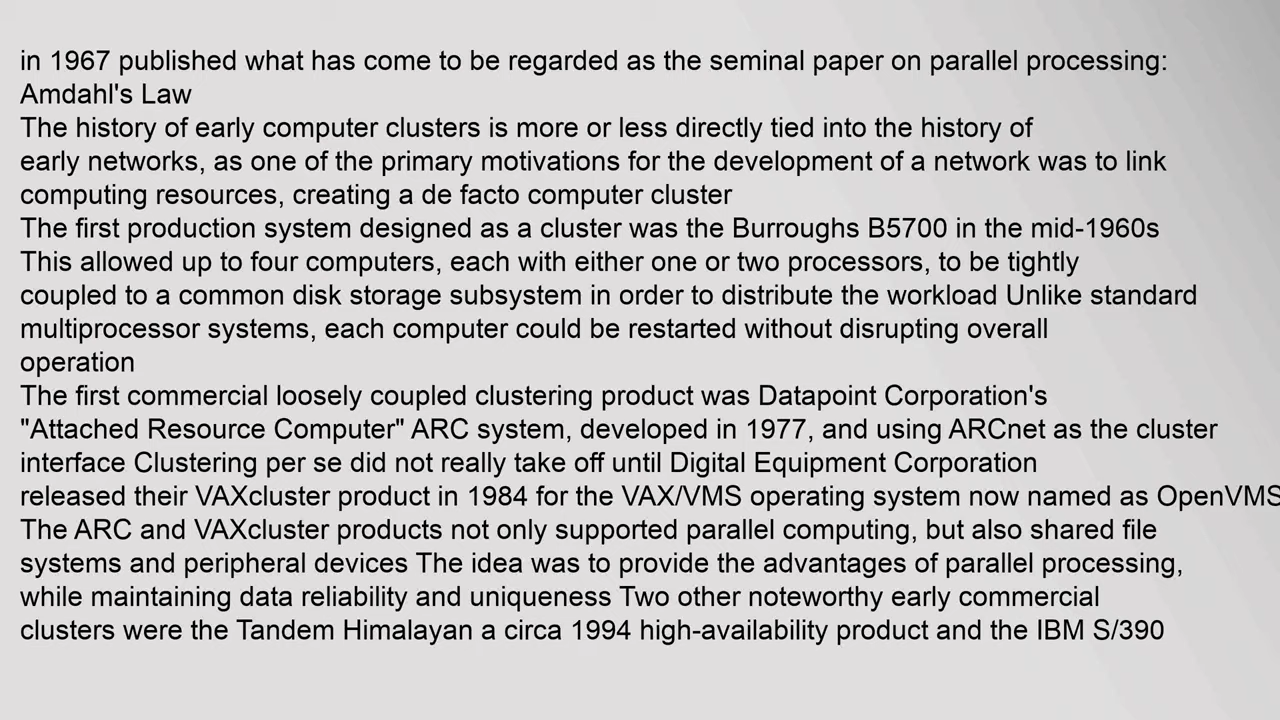 in 1967 published what has come to be regarded as the seminal paper on parallel processing:
Amdahl's Law
The history of early computer clusters is more or less directly tied into the history of
early networks, as one of the primary motivations for the development of a network was to link
computing resources, creating a de facto computer cluster
The first production system designed as a cluster was the Burroughs B5700 in the mid-1960s
This allowed up to four computers, each with either one or two processors, to be tightly
coupled to a common disk storage subsystem in order to distribute the workload Unlike standard
multiprocessor systems, each computer could be restarted without disrupting overall
operation
The first commercial loosely coupled clustering product was Datapoint Corporation's
"Attached Resource Computer" ARC system, developed in 1977, and using ARCnet as the cluster
interface Clustering per se did not really take off until Digital Equipment Corporation
released their VAXcluster product in 1984 for the VAX/VMS operating system now named as OpenVMS
The ARC and VAXcluster products not only supported parallel computing, but also shared file
systems and peripheral devices The idea was to provide the advantages of parallel processing,
while maintaining data reliability and uniqueness Two other noteworthy early commercial
clusters were the Tandem Himalayan a circa 1994 high-availability product and the IBM S/390